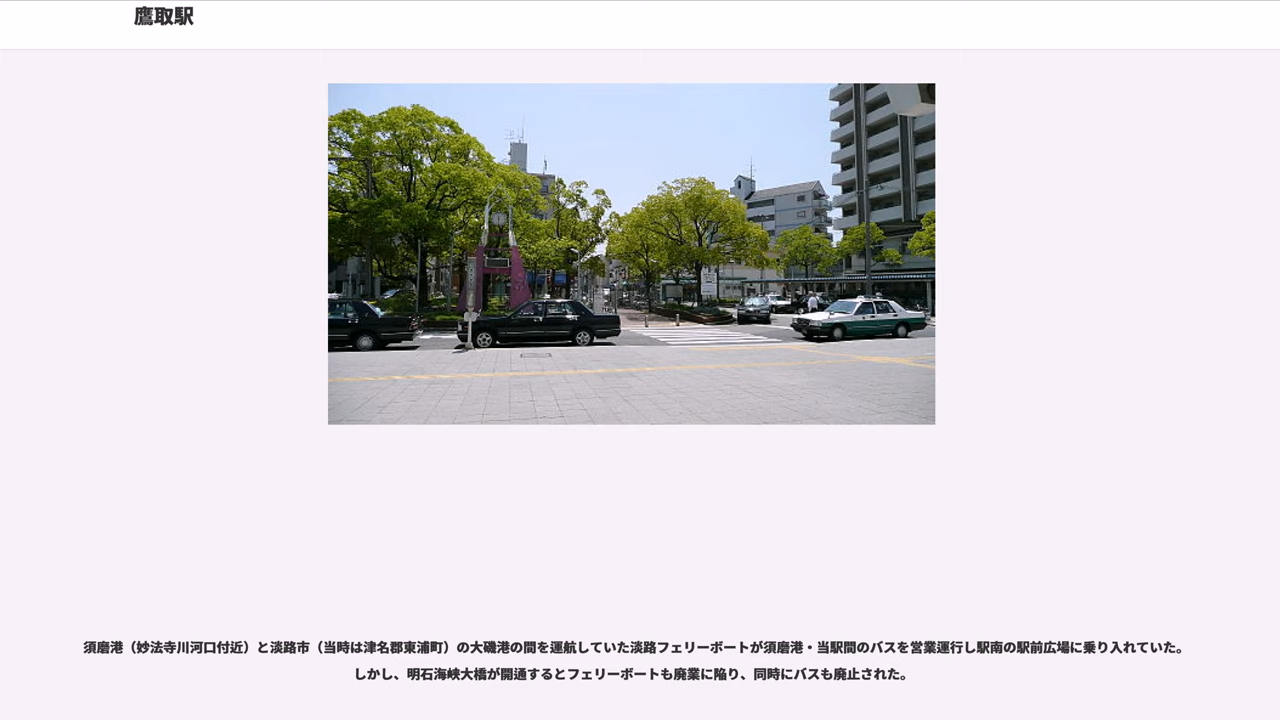 鷹取駅
須磨港（妙法寺川河口付近）と淡路市（当時は津名郡東浦町）の大磯港の間を運航していた淡路フェリーボートが須磨港・当駅間のバスを営業運行し駅南の駅前広場に乗り入れていた。
しかし、明石海峡大橋が開通するとフェリーボートも廃業に陥り、同時にバスも廃止された。